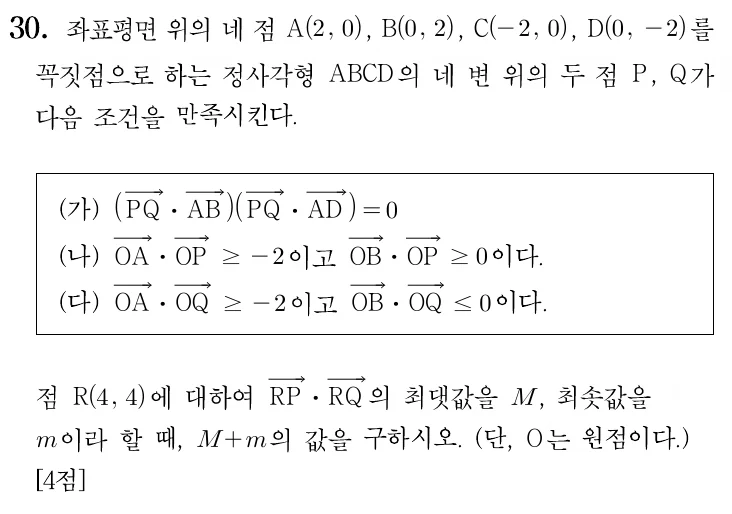 30. 좌표평면 위의 네 점 A(2, 0), B(0, 2), C(−2, 0), D(0, −2)를
꼭짓점으로 하는 정사각형 ABCD의 네 변 위의 두 점 P, Q가
다음 조건을 만족시킨다.
(가) (PQ⃗ · AB⃗)(PQ⃗ · AD⃗) = 0
(나) OA⃗ · OP⃗ ≥ −2이고 OB⃗ · OP⃗ ≥ 0이다.
(다) OA⃗ · OQ⃗ ≥ −2이고 OB⃗ · OQ⃗ ≤ 0이다.
점 R(4, 4)에 대하여 RP⃗ · RQ⃗의 최댓값을 M, 최솟값을
m이라 할 때, M+m의 값을 구하시오. (단, O는 원점이다.)
[4점]